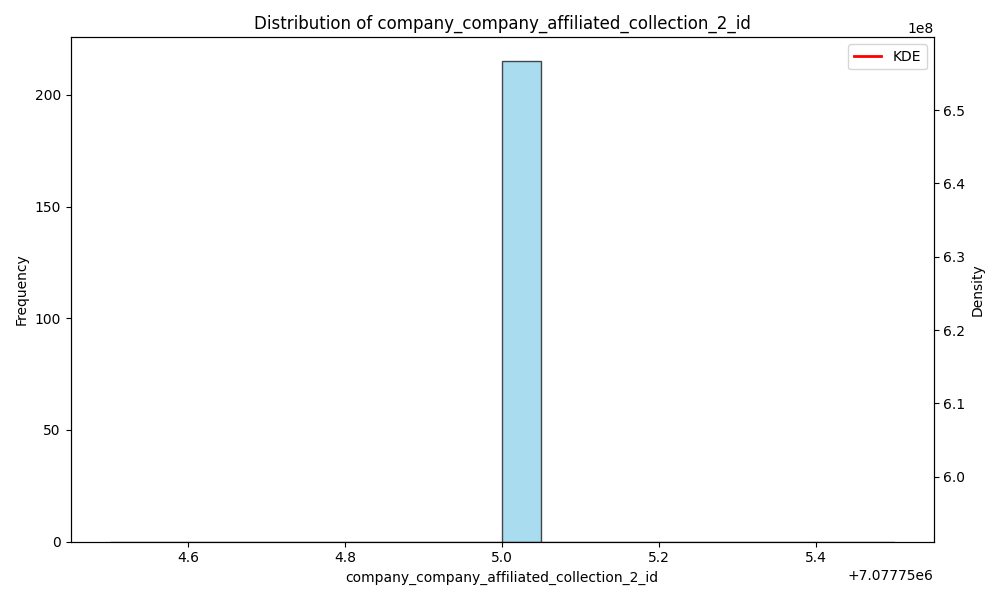 Distribution of company_company_affiliated_collection_2_id
1e8
KDE
200
150
100
50
0
Frequency
6.5
6.4
6.3
6.2
6.1
6.0
Density
4.6 4.8 5.0 5.2 5.4
+7.07775e6
company_company_affiliated_collection_2_id